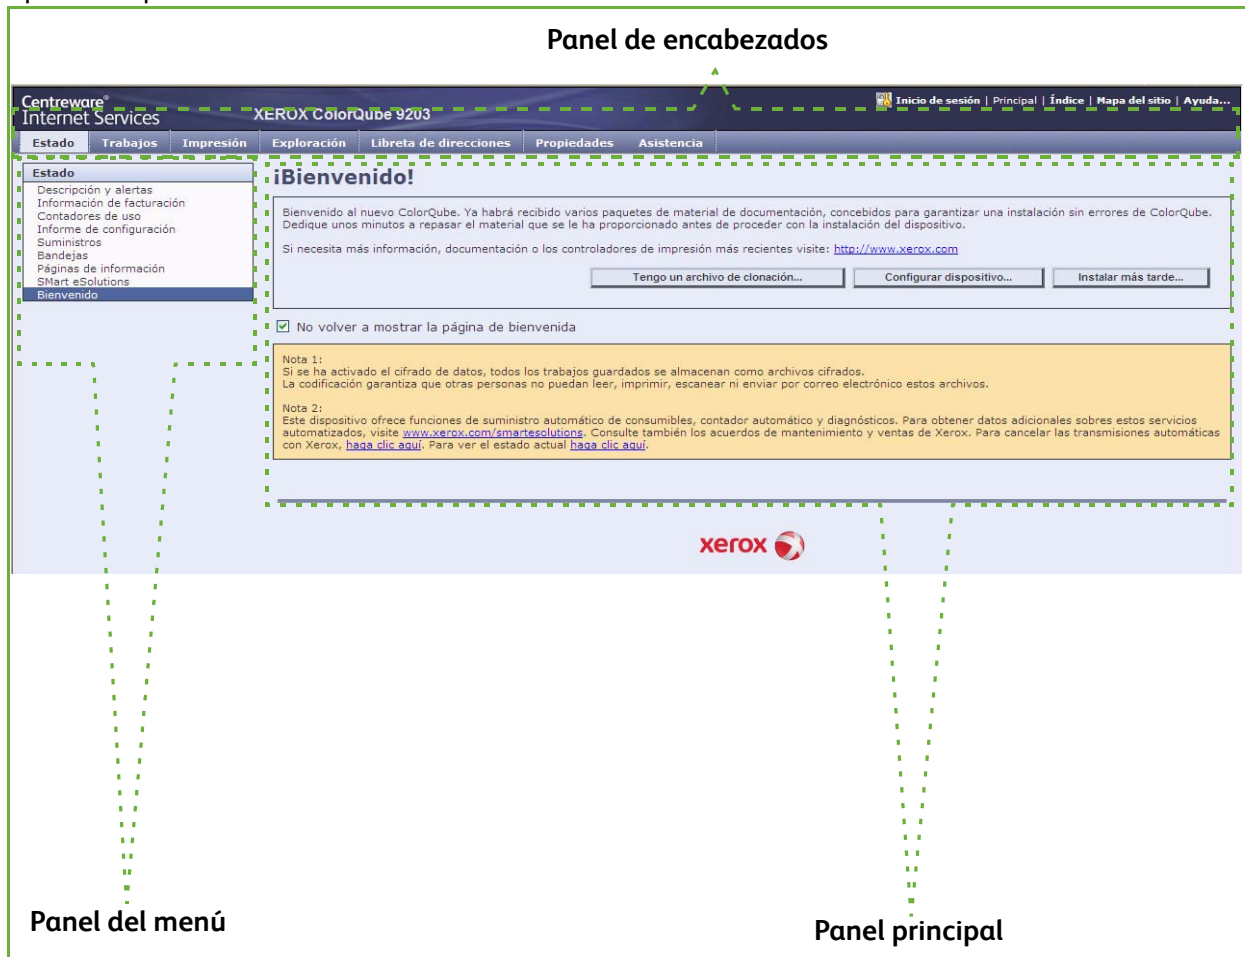 Panel de encabezados
Centreware®
Internet Services
XEROX ColorQube 9203
Inicio de sesión | Principal | Índice | Mapa del sitio | Ayuda...
Estado Trabajos Impresión Exploración Libreta de direcciones Propiedades Asistencia
Estado
Descripción y alertas
Información de facturación
Contadores de uso
Informe de configuración
Suministros
Bandejas
Páginas de información
SMart eSolutions
Bienvenido
¡Bienvenido!
Bienvenido al nuevo ColorQube. Ya habrá recibido varios paquetes de material de documentación, concebidos para garantizar una instalación sin errores de ColorQube.
Dedique unos minutos a repasar el material que se le ha proporcionado antes de proceder con la instalación del dispositivo.
Si necesita más información, documentación o los controladores de impresión más recientes visite: http://www.xerox.com
Tengo un archivo de clonación... Configurar dispositivo... Instalar más tarde...
No volver a mostrar la página de bienvenida
Nota 1:
Si se ha activado el cifrado de datos, todos los trabajos guardados se almacenan como archivos cifrados.
La codificación garantiza que otras personas no puedan leer, imprimir, escanear ni enviar por correo electrónico estos archivos.
Nota 2:
Este dispositivo ofrece funciones de suministro automático de consumibles, contador automático y diagnósticos. Para obtener datos adicionales sobre estos servicios
automatizados, visite www.xerox.com/smartesolutions. Consulte también los acuerdos de mantenimiento y ventas de Xerox. Para cancelar las transmisiones automáticas
con Xerox, haga clic aquí. Para ver el estado actual haga clic aquí.
xerox
Panel del menú
Panel principal